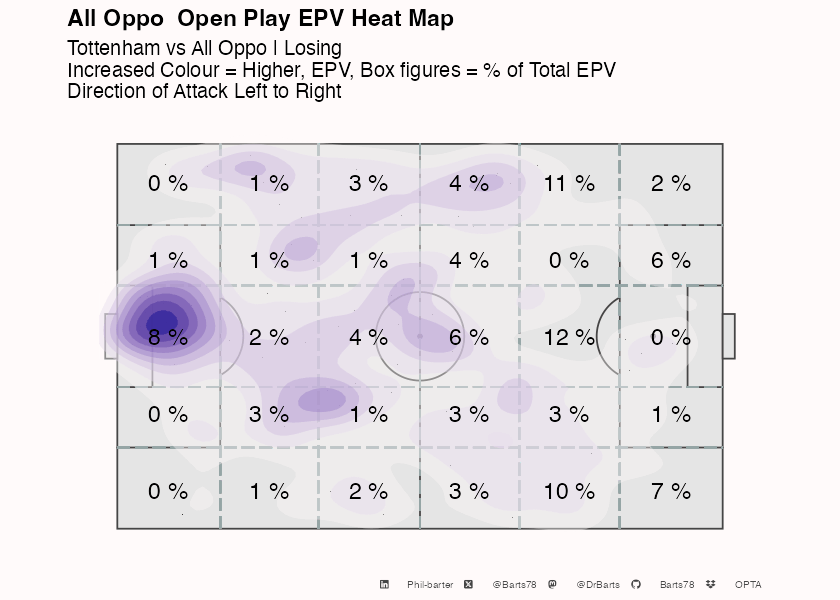 All Oppo  Open Play EPV Heat Map
Tottenham vs All Oppo | Losing
Increased Colour = Higher, EPV, Box figures = % of Total EPV
Direction of Attack Left to Right
0 % 1 % 3 % 4 % 11 % 2 %
1 % 1 % 1 % 4 % 0 % 6 %
8 % 2 % 4 % 6 % 12 % 0 %
0 % 3 % 1 % 3 % 3 % 1 %
0 % 1 % 2 % 3 % 10 % 7 %
Phil-barter @Barts78 @DrBarts Barts78 OPTA